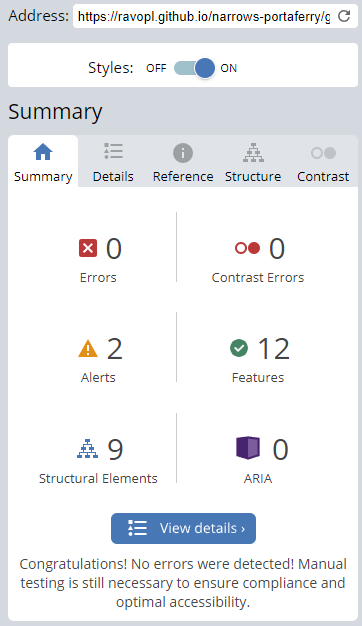 Address: https://ravopl.github.io/narrows-portaferry/g
Styles: OFF ON
Summary
Summary Details Reference Structure Contrast
0 0
Errors Contrast Errors
2 12
Alerts Features
9 0
Structural Elements ARIA
View details ›
Congratulations! No errors were detected! Manual
testing is still necessary to ensure compliance and
optimal accessibility.